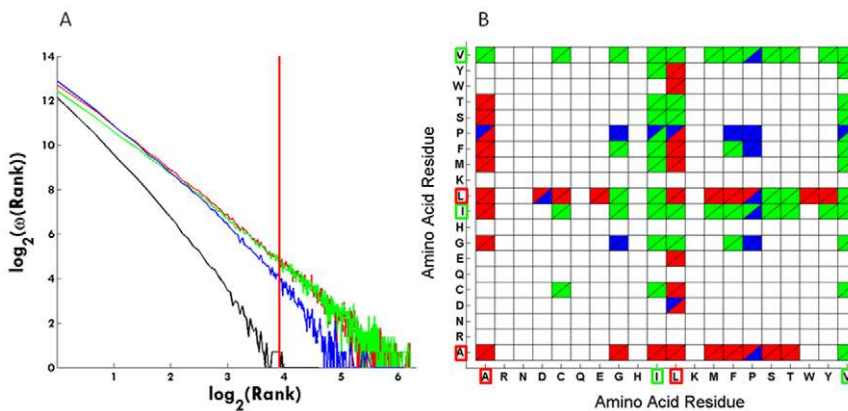 A
B
14
12
10
8
6
4
2
0
log2(ω(Rank))
1 2 3 4 5 6
log2(Rank)
Amino Acid Residue
V
Y
W
T
S
P
F
M
K
L
I
H
G
E
Q
C
D
N
R
A
A R N D C Q E G H I L K M F P S T W Y V
Amino Acid Residue